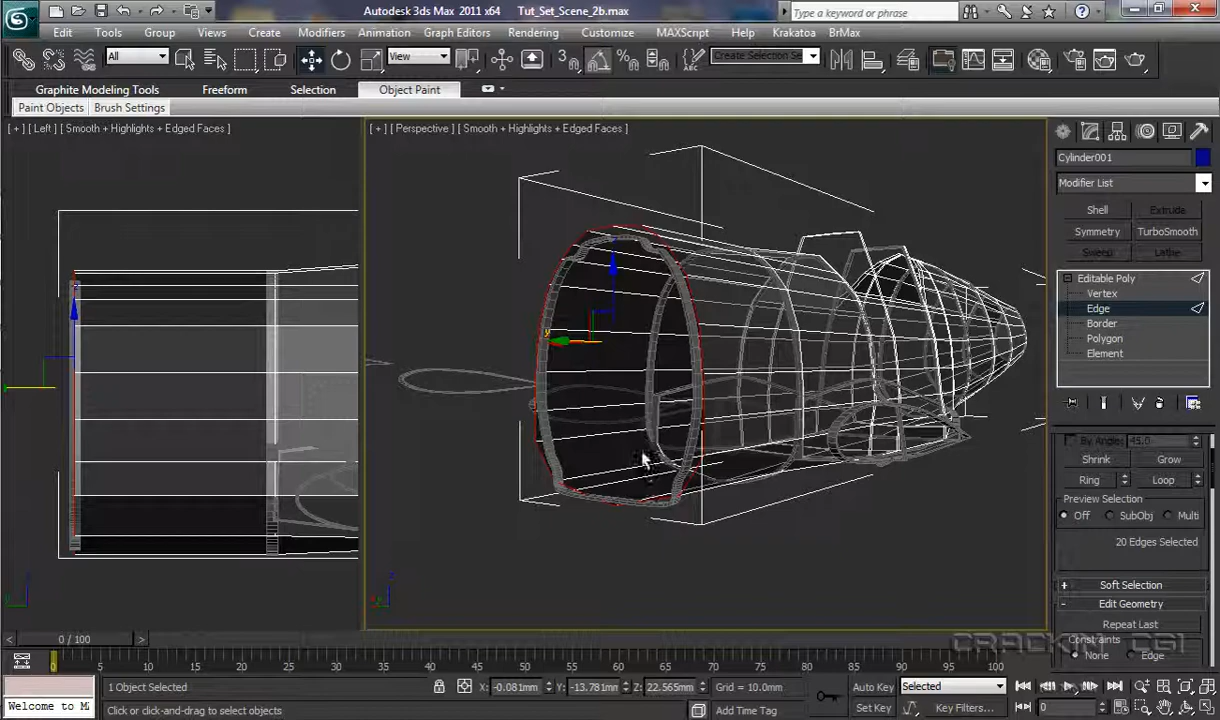 Autodesk 3ds Max 2011 x64 Tut_Set_Scene_2b.max
Type a keyword or phrase
Edit Tools Group Views Create Modifiers Animation Graph Editors Rendering Customize MAXScript Help Krakatoa BrMax
All View Create Selection Se
Graphite Modeling Tools Freeform Selection Object Paint
Paint Objects Brush Settings
[ + ] [ Left ] [ Smooth + Highlights + Edged Faces ]
[ + ] [ Perspective ] [ Smooth + Highlights + Edged Faces ]
Cylinder001
Modifier List
Shell Extrude
Symmetry TurboSmooth
Sweep Lathe
Editable Poly
Vertex
Edge
Border
Polygon
Element
By Angle: 45.0
Shrink Grow
Ring Loop
Preview Selection
Off SubObj Multi
20 Edges Selected
+ Soft Selection
- Edit Geometry
Repeat Last
CRACKIN CGI
Constraints
None Edge
0 / 100
0 5 10 15 20 25 30 35 40 45 50 55 60 65 70 75 80 85 90 95 100
1 Object Selected X: -0.081mm Y: -13.781mm Z: 22.565mm Grid = 10.0mm Auto Key Selected
Welcome to M Click or click-and-drag to select objects Add Time Tag Set Key Key Filters... 0